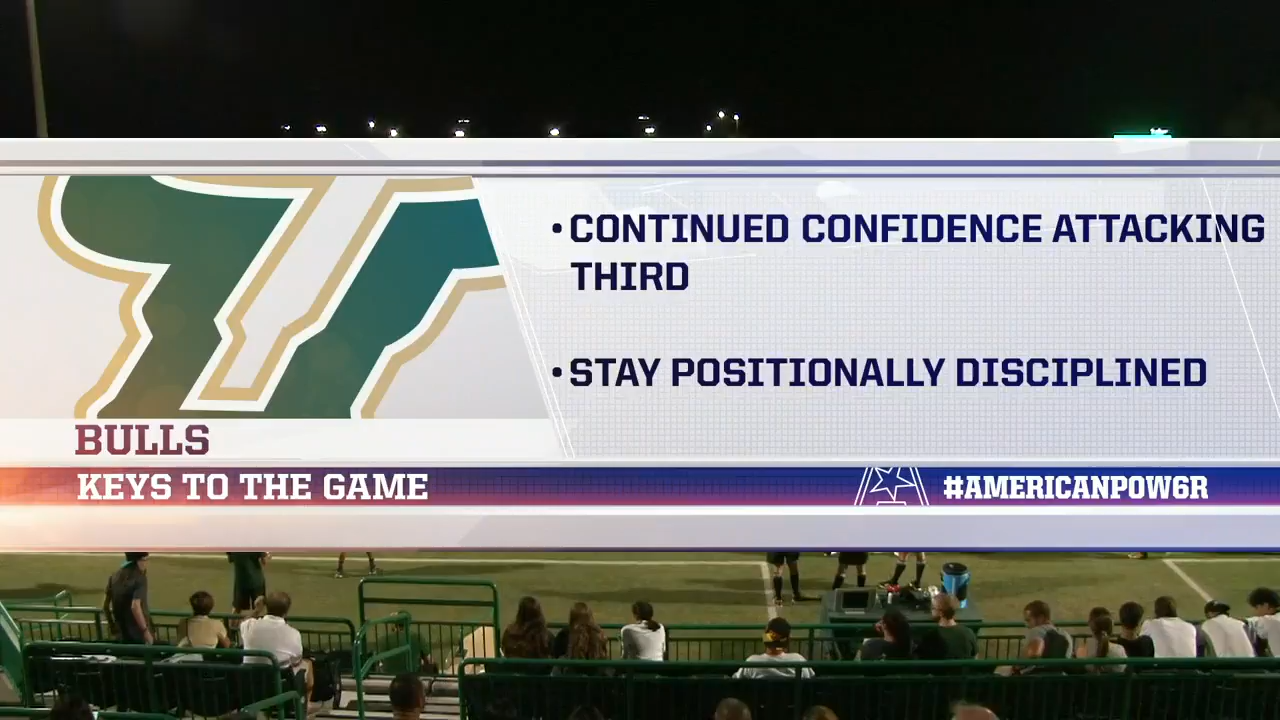 • CONTINUED CONFIDENCE ATTACKING
THIRD
• STAY POSITIONALLY DISCIPLINED
BULLS
KEYS TO THE GAME
#AMERICANPOW6R